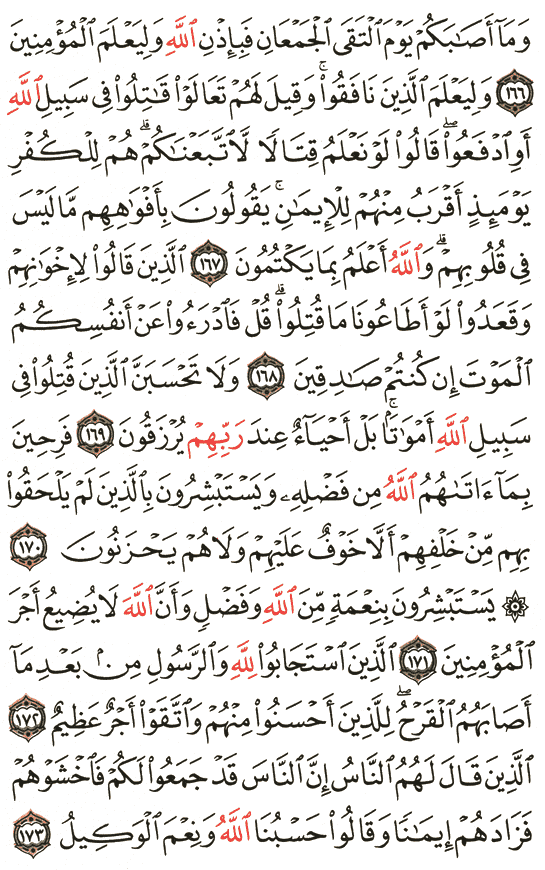 وَمَآ أَصَٰبَكُمْ يَوْمَ ٱلْتَقَى ٱلْجَمْعَانِ فَبِإِذْنِ ٱللَّهِ وَلِيَعْلَمَ ٱلْمُؤْمِنِينَ
١٦٦ وَلِيَعْلَمَ ٱلَّذِينَ نَافَقُوا۟ۚ وَقِيلَ لَهُمْ تَعَالَوْا۟ قَٰتِلُوا۟ فِى سَبِيلِ ٱللَّهِ
أَوِ ٱدْفَعُوا۟ۖ قَالُوا۟ لَوْ نَعْلَمُ قِتَالًا لَّٱتَّبَعْنَٰكُمْۗ هُمْ لِلْكُفْرِ
يَوْمَئِذٍ أَقْرَبُ مِنْهُمْ لِلْإِيمَٰنِۚ يَقُولُونَ بِأَفْوَٰهِهِم مَّا لَيْسَ
فِى قُلُوبِهِمْۗ وَٱللَّهُ أَعْلَمُ بِمَا يَكْتُمُونَ ١٦٧ ٱلَّذِينَ قَالُوا۟ لِإِخْوَٰنِهِمْ
وَقَعَدُوا۟ لَوْ أَطَاعُونَا مَا قُتِلُوا۟ۗ قُلْ فَٱدْرَءُوا۟ عَنْ أَنفُسِكُمُ
ٱلْمَوْتَ إِن كُنتُمْ صَٰدِقِينَ ١٦٨ وَلَا تَحْسَبَنَّ ٱلَّذِينَ قُتِلُوا۟ فِى
سَبِيلِ ٱللَّهِ أَمْوَٰتًۢاۚ بَلْ أَحْيَآءٌ عِندَ رَبِّهِمْ يُرْزَقُونَ ١٦٩ فَرِحِينَ
بِمَآ ءَاتَىٰهُمُ ٱللَّهُ مِن فَضْلِهِۦ وَيَسْتَبْشِرُونَ بِٱلَّذِينَ لَمْ يَلْحَقُوا۟
بِهِم مِّنْ خَلْفِهِمْ أَلَّا خَوْفٌ عَلَيْهِمْ وَلَا هُمْ يَحْزَنُونَ ١٧٠
۞ يَسْتَبْشِرُونَ بِنِعْمَةٍ مِّنَ ٱللَّهِ وَفَضْلٍ وَأَنَّ ٱللَّهَ لَا يُضِيعُ أَجْرَ
ٱلْمُؤْمِنِينَ ١٧١ ٱلَّذِينَ ٱسْتَجَابُوا۟ لِلَّهِ وَٱلرَّسُولِ مِنۢ بَعْدِ مَآ
أَصَابَهُمُ ٱلْقَرْحُۚ لِلَّذِينَ أَحْسَنُوا۟ مِنْهُمْ وَٱتَّقَوْا۟ أَجْرٌ عَظِيمٌ ١٧٢
ٱلَّذِينَ قَالَ لَهُمُ ٱلنَّاسُ إِنَّ ٱلنَّاسَ قَدْ جَمَعُوا۟ لَكُمْ فَٱخْشَوْهُمْ
فَزَادَهُمْ إِيمَٰنًا وَقَالُوا۟ حَسْبُنَا ٱللَّهُ وَنِعْمَ ٱلْوَكِيلُ ١٧٣